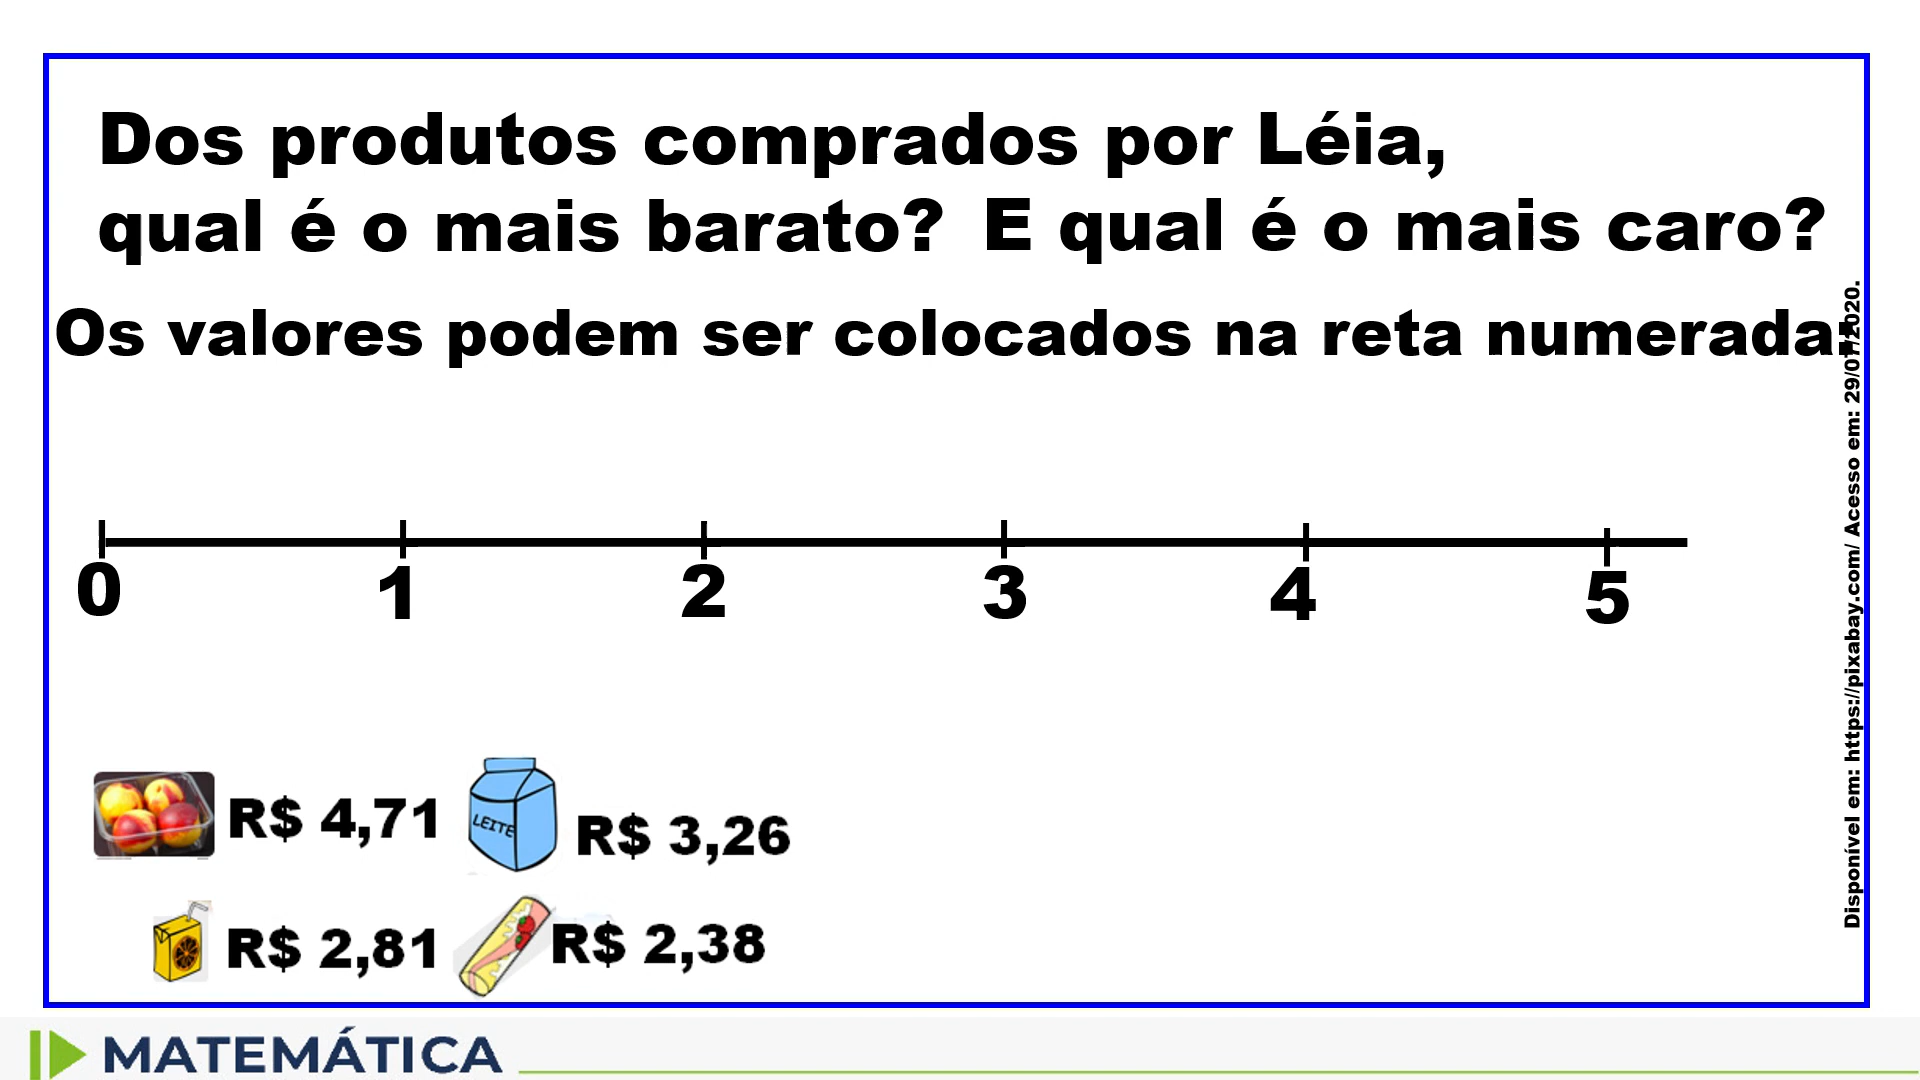 Dos produtos comprados por Léia,
qual é o mais barato? E qual é o mais caro?
Os valores podem ser colocados na reta numerada:
0 1 2 3 4 5
R$ 4,71 LEITE R$ 3,26
R$ 2,81 R$ 2,38
Disponível em: https://pixabay.com/ Acesso em: 29/07/2020.
MATEMÁTICA